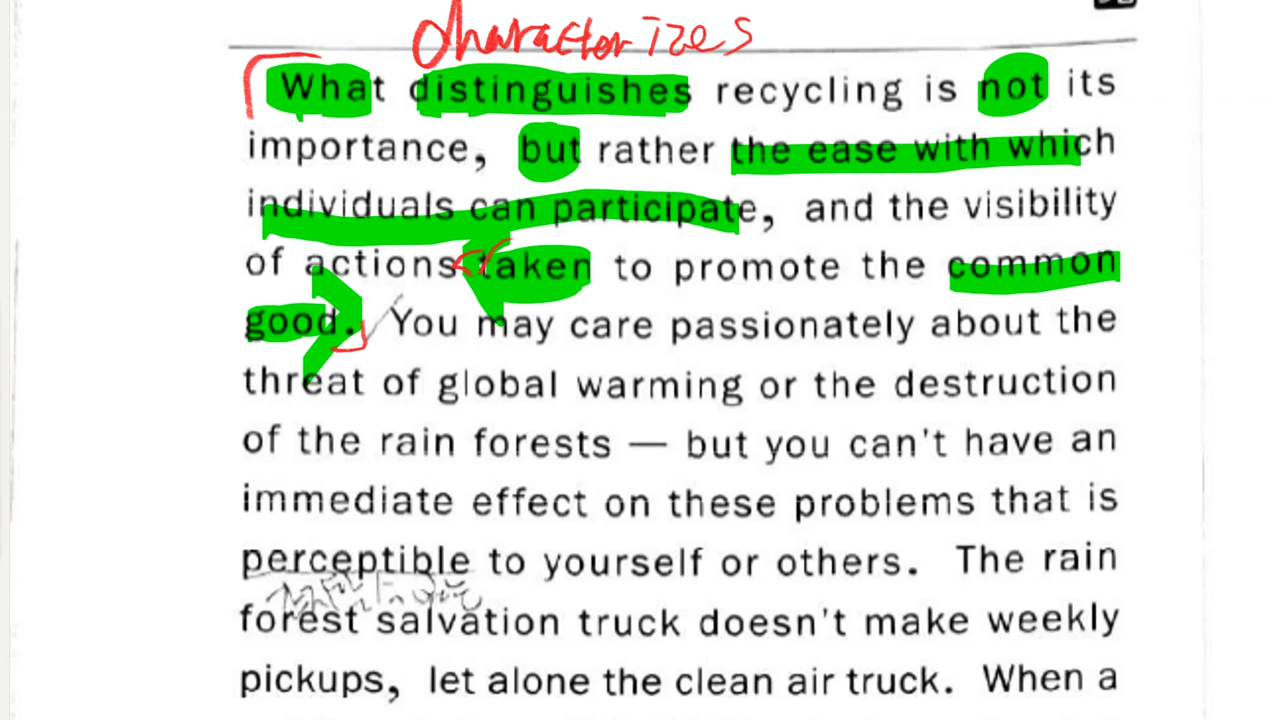 characterizes
What distinguishes recycling is not its
importance, but rather the ease with which
individuals can participate, and the visibility
of actions taken to promote the common
good. You may care passionately about the
threat of global warming or the destruction
of the rain forests — but you can't have an
immediate effect on these problems that is
perceptible to yourself or others. The rain
forest salvation truck doesn't make weekly
pickups, let alone the clean air truck. When a